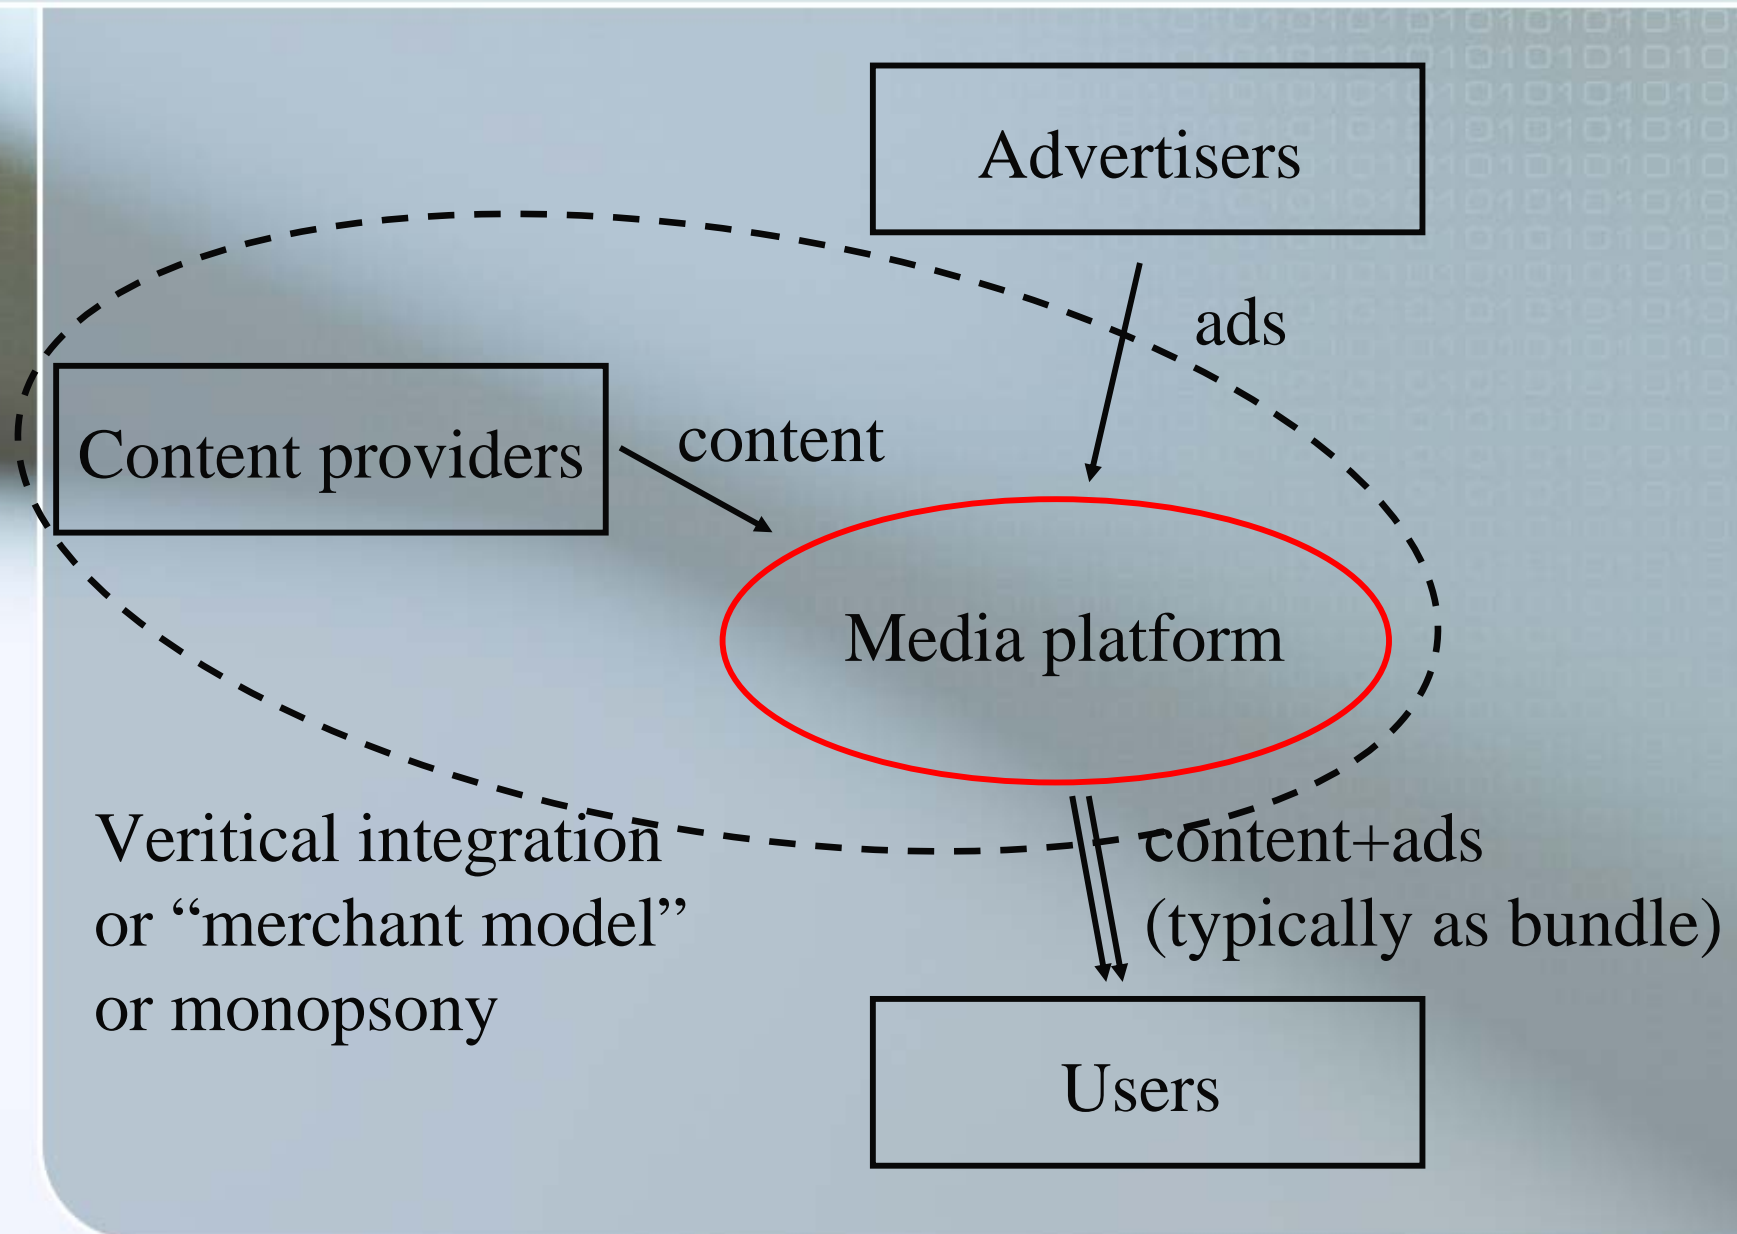 Advertisers
ads
Content providers
content
Media platform
Veritical integration
or “merchant model”
or monopsony
content+ads
(typically as bundle)
Users